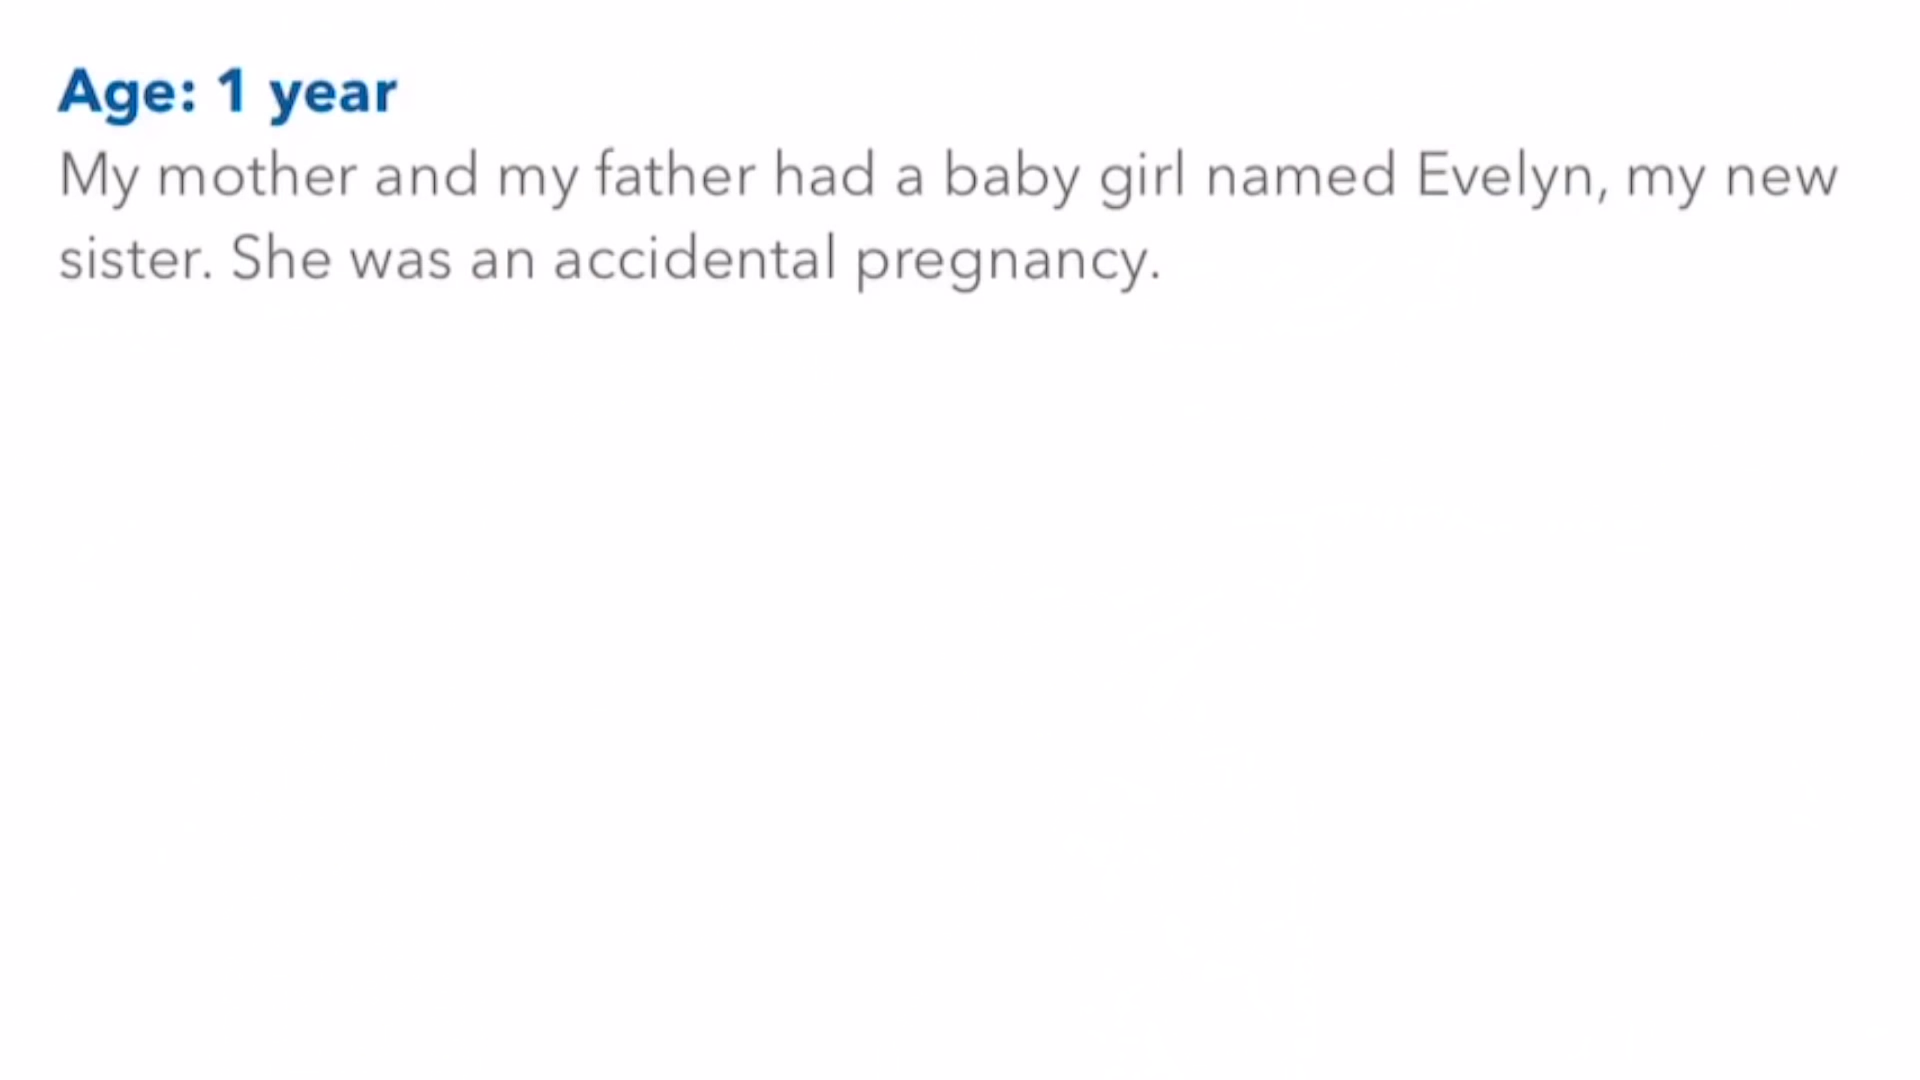 Age: 1 year
My mother and my father had a baby girl named Evelyn, my new
sister. She was an accidental pregnancy.